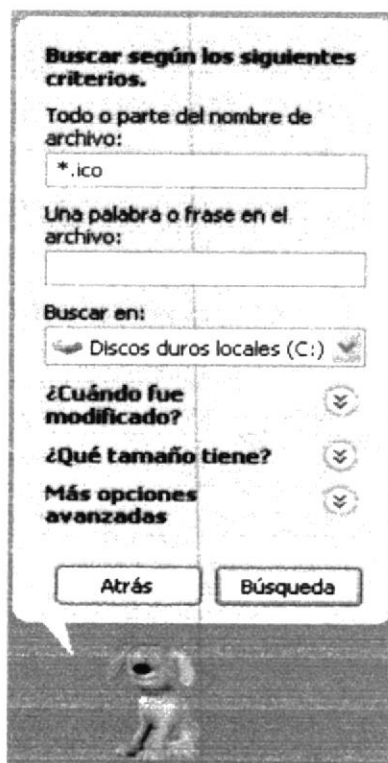 Buscar según los siguientes
criterios.
Todo o parte del nombre de
archivo:
*.ico
Una palabra o frase en el
archivo:
Buscar en:
Discos duros locales (C:)
¿Cuándo fue
modificado?
¿Qué tamaño tiene?
Más opciones
avanzadas
Atrás
Búsqueda